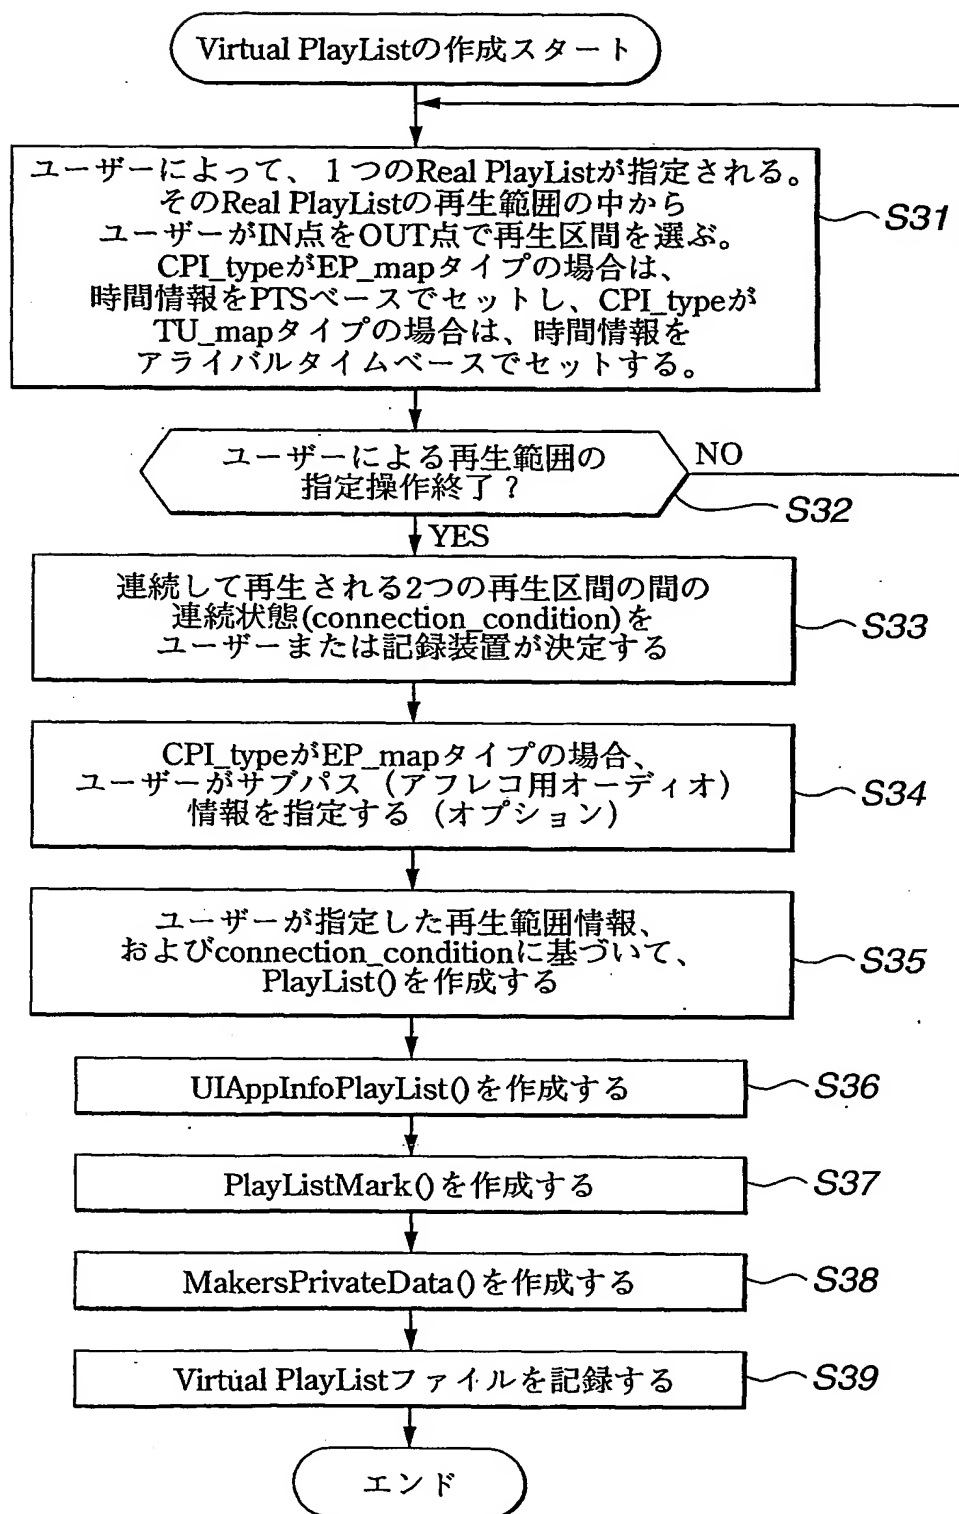 Virtual PlayListの作成スタート
ユーザーによって、１つのReal PlayListが指定される。
そのReal PlayListの再生範囲の中から
ユーザーがIN点をOUT点で再生区間を選ぶ。
CPI_typeがEP_mapタイプの場合は、
時間情報をPTSベースでセットし、CPI_typeが
TU_mapタイプの場合は、時間情報を
アライバルタイムベースでセットする。
S31
ユーザーによる再生範囲の
指定操作終了？
NO
S32
YES
連続して再生される2つの再生区間の間の
連続状態(connection_condition)を
ユーザーまたは記録装置が決定する
S33
CPI_typeがEP_mapタイプの場合、
ユーザーがサブパス（アフレコ用オーディオ）
情報を指定する（オプション）
S34
ユーザーが指定した再生範囲情報、
およびconnection_conditionに基づいて、
PlayList()を作成する
S35
UIAppInfoPlayList()を作成する
S36
PlayListMark()を作成する
S37
MakersPrivateData()を作成する
S38
Virtual PlayListファイルを記録する
S39
エンド